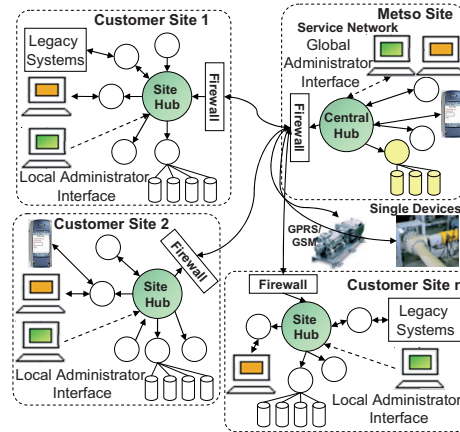 Customer Site 1
Legacy
Systems
Site
Hub
Firewall
Local Administrator
Interface
Metso Site
Service Network
Global
Administrator
Interface
Firewall
Central
Hub
Customer Site 2
Firewall
Site
Hub
Local Administrator
Interface
GPRS/
GSM
Single Devices
Customer Site n
Firewall
Site
Hub
Legacy
Systems
Local Administrator
Interface